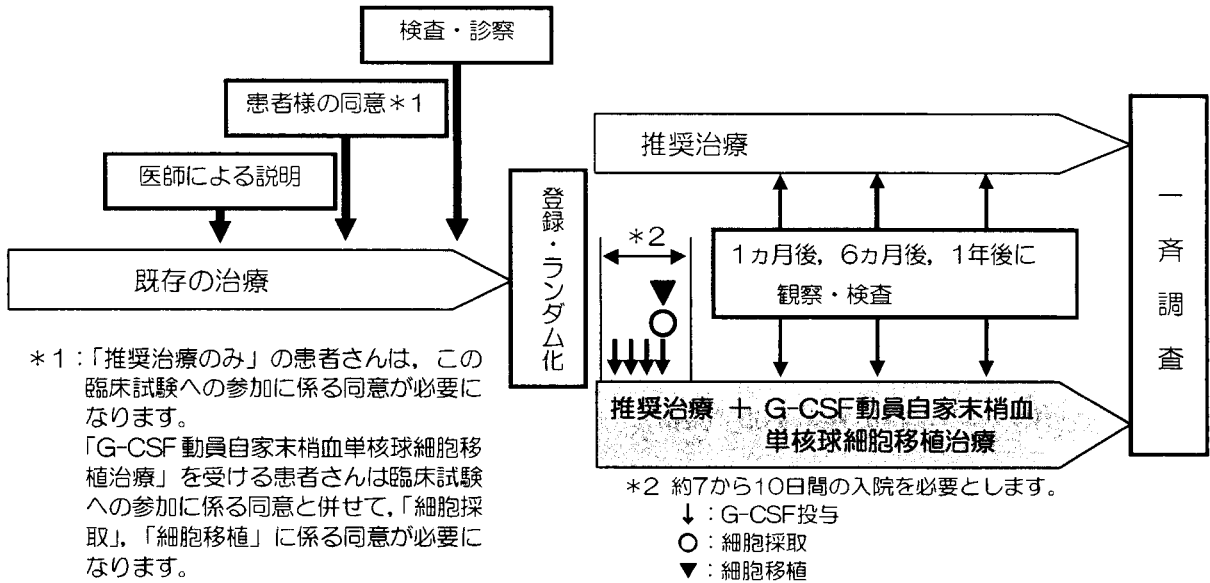 検査・診察
患者様の同意＊1
医師による説明
既存の治療
登録・ランダム化
推奨治療
＊2
1ヵ月後，6ヵ月後，1年後に
観察・検査
推奨治療 ＋ G-CSF動員自家末梢血
単核球細胞移植治療
一斉調査
＊1：「推奨治療のみ」の患者さんは，この
臨床試験への参加に係る同意が必要に
なります。
「G-CSF動員自家末梢血単核球細胞移
植治療」を受ける患者さんは臨床試験
への参加に係る同意と併せて，「細胞採
取」，「細胞移植」に係る同意が必要に
なります。
＊2 約7から10日間の入院を必要とします。
↓：G-CSF投与
○：細胞採取
▼：細胞移植